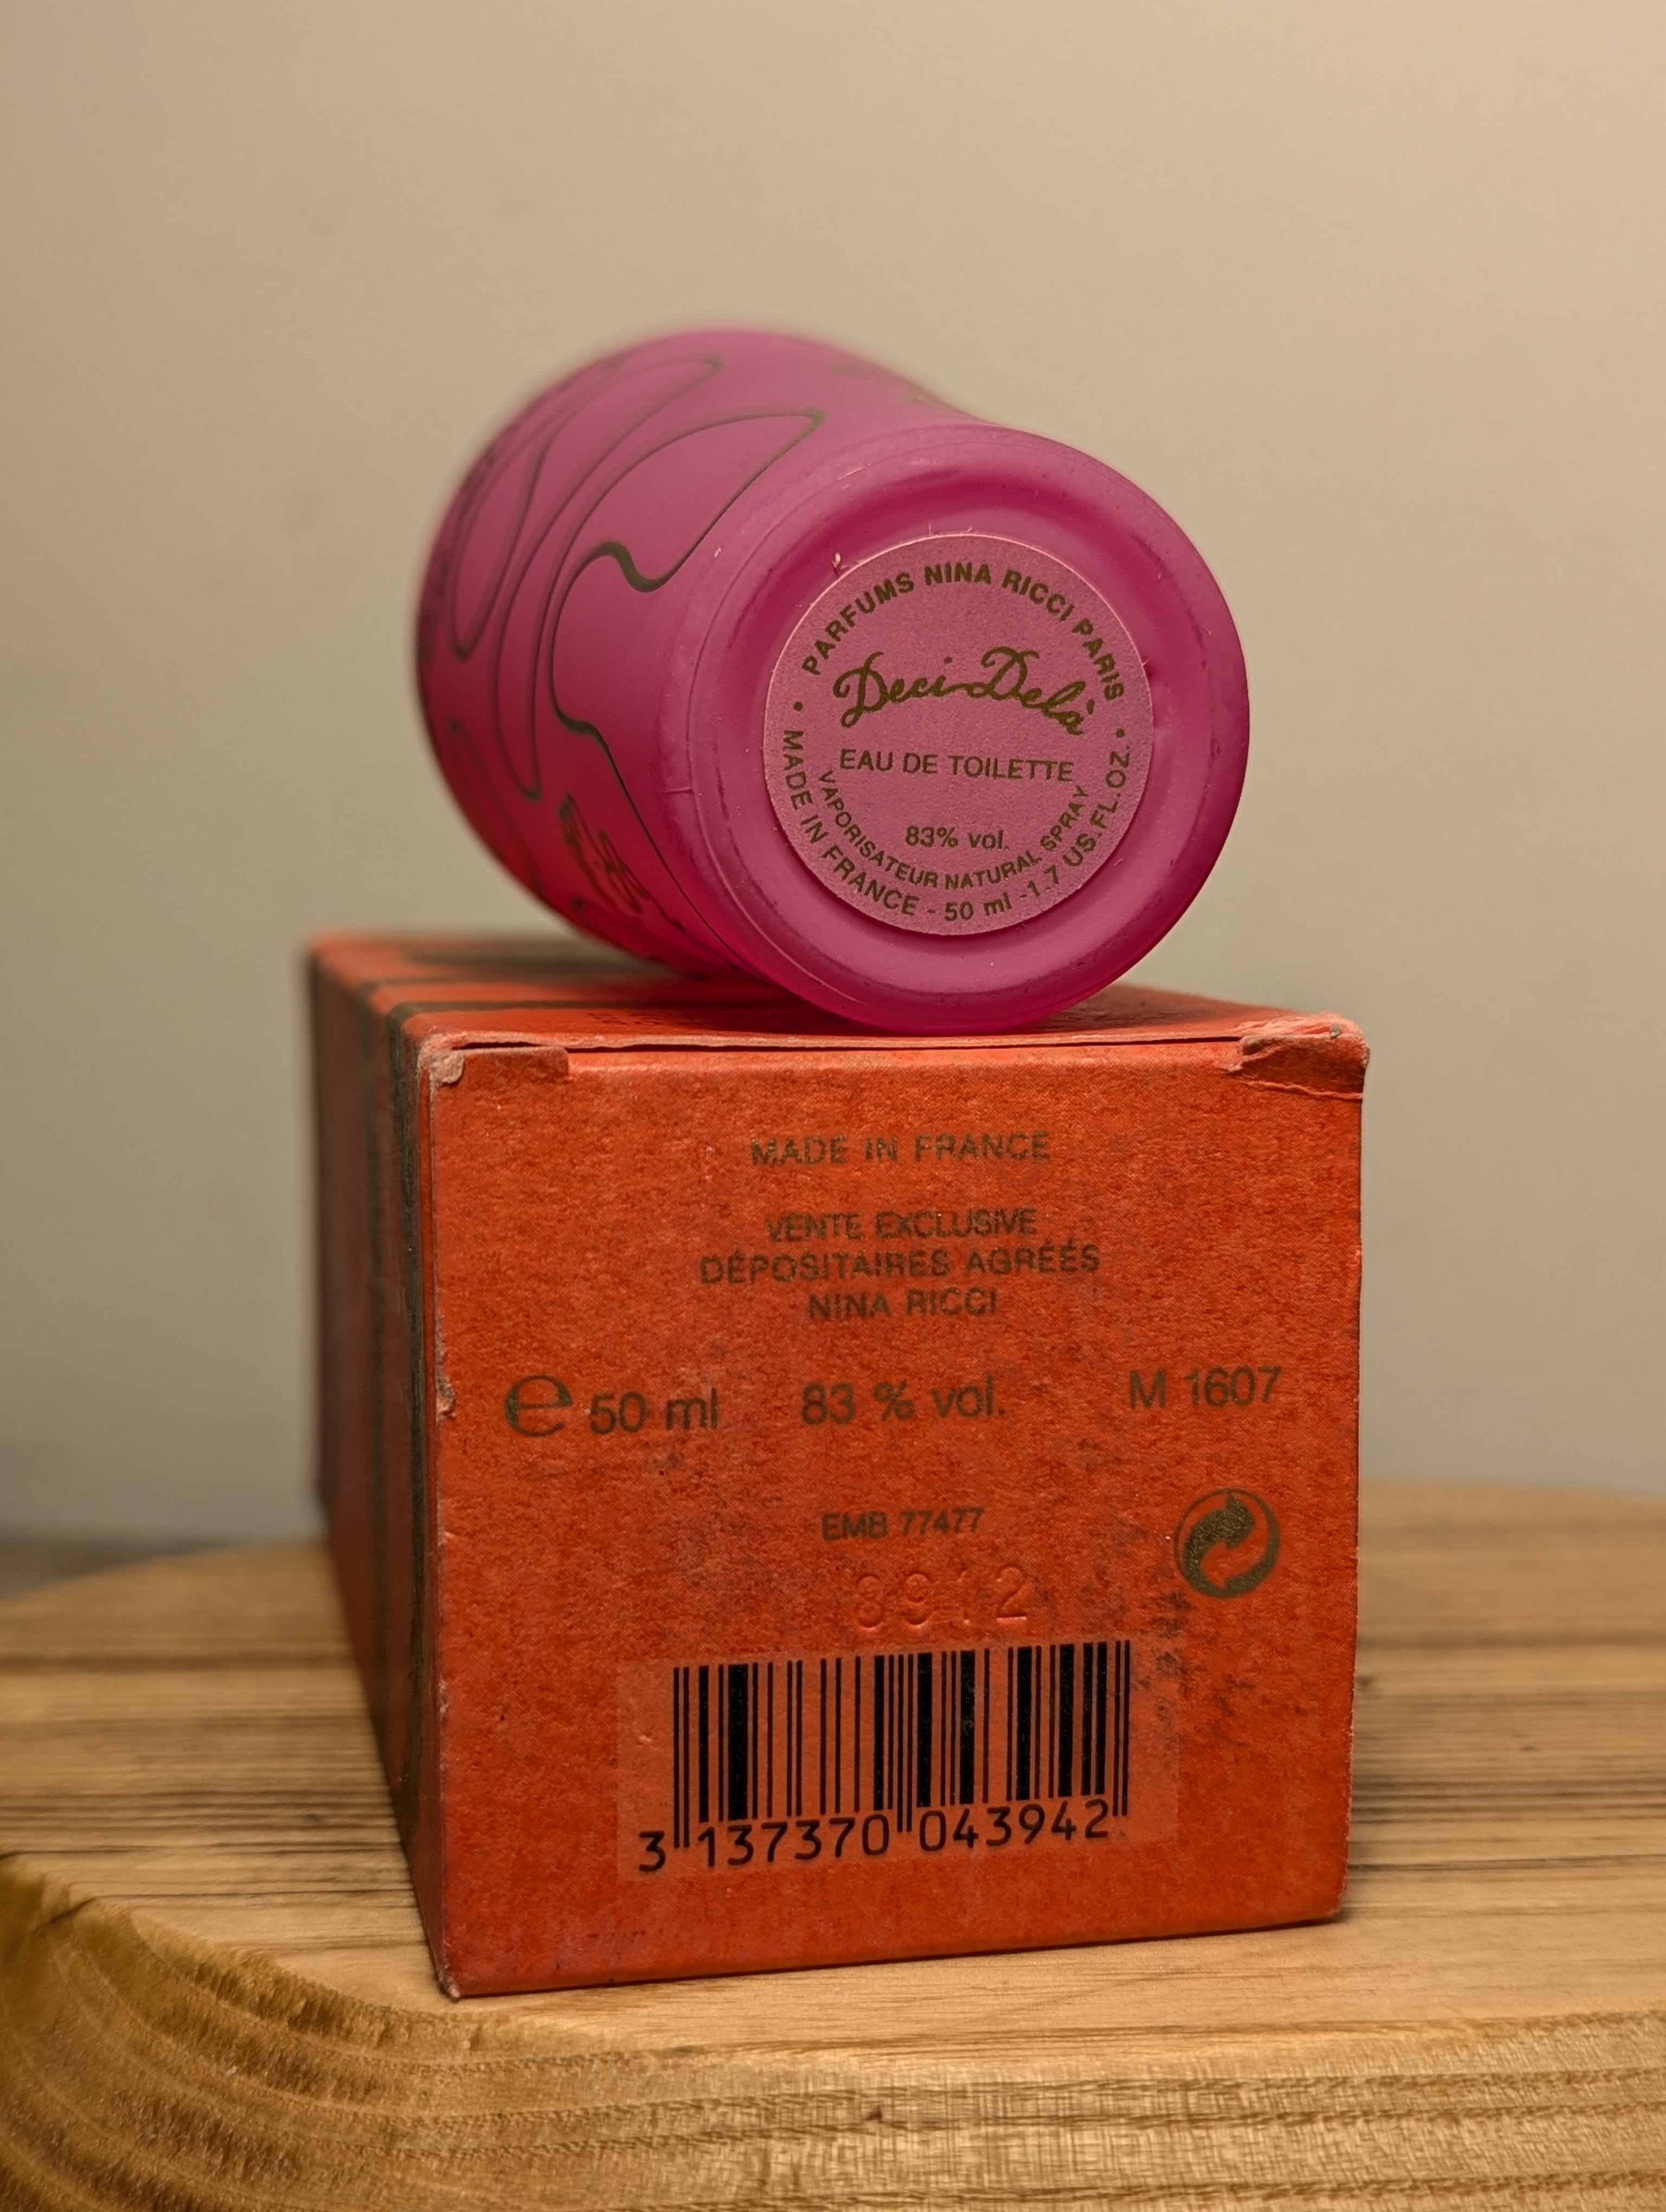 PARFUMS NINA RICCI PARIS
Deci-Delà
EAU DE TOILETTE
83% vol.
VAPORISATEUR NATURAL SPRAY
• MADE IN FRANCE - 50 ml - 1.7 US.FL.OZ. •
MADE IN FRANCE
VENTE EXCLUSIVE
DÉPOSITAIRES AGRÉÉS
NINA RICCI
℮ 50 ml 83 % vol. M 1607
EMB 77477
8912
3 137370 043942